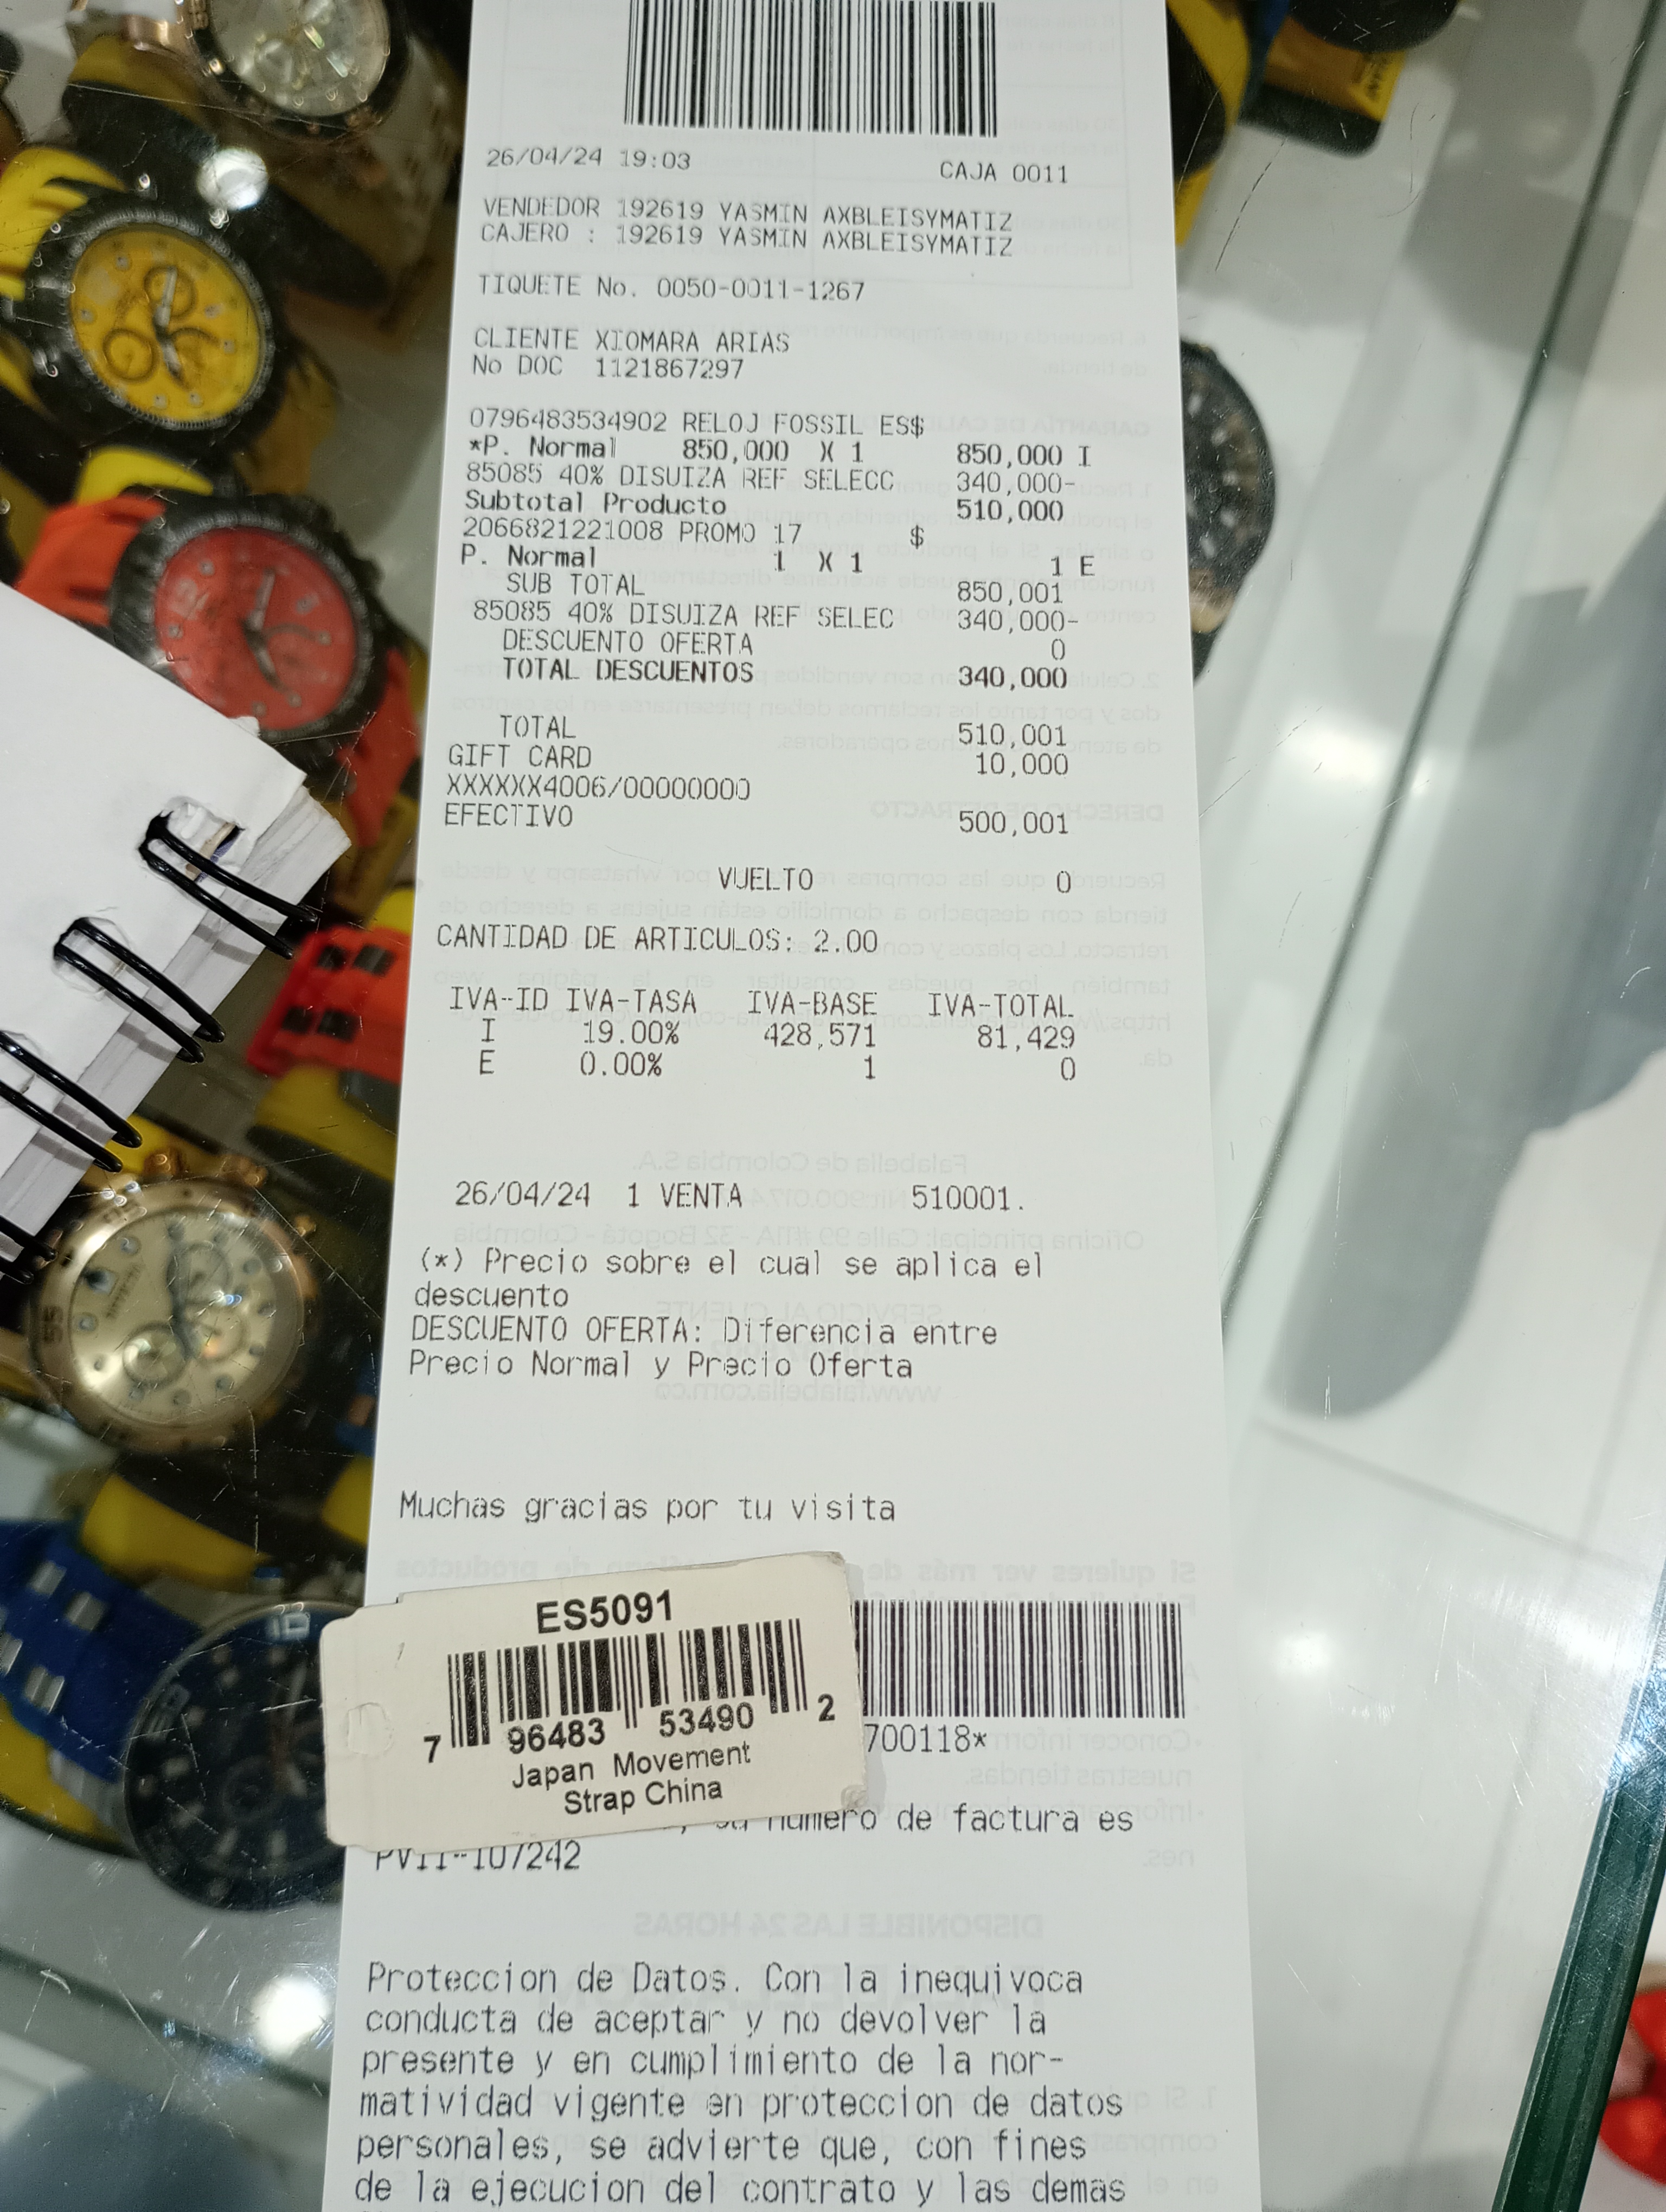 26/04/24 19:03 CAJA 0011
VENDEDOR 192619 YASMIN AXBLEISYMATIZ
CAJERO : 192619 YASMIN AXBLEISYMATIZ
TIQUETE No. 0050-0011-1267
CLIENTE XIOMARA ARIAS
No DOC 1121867297
0796483534902 RELOJ FOSSIL ES$
*P. Normal 850,000 X 1 850,000 I
85085 40% DISUIZA REF SELECC 340,000-
Subtotal Producto 510,000
2066821221008 PROMO 17 $
P. Normal 1 X 1 1 E
SUB TOTAL 850,001
85085 40% DISUIZA REF SELEC 340,000-
DESCUENTO OFERTA 0
TOTAL DESCUENTOS 340,000
TOTAL 510,001
GIFT CARD 10,000
XXXXXX4006/00000000
EFECTIVO 500,001
VUELTO 0
CANTIDAD DE ARTICULOS: 2.00
IVA-ID IVA-TASA IVA-BASE IVA-TOTAL
I 19.00% 428,571 81,429
E 0.00% 1 0
26/04/24 1 VENTA 510001.
(*) Precio sobre el cual se aplica el
descuento
DESCUENTO OFERTA: Diferencia entre
Precio Normal y Precio Oferta
Muchas gracias por tu visita
ES5091
7 96483 53490 2
Japan Movement
Strap China
700118*
numero de factura es
PV11-107242
Proteccion de Datos. Con la inequivoca
conducta de aceptar y no devolver la
presente y en cumplimiento de la nor-
matividad vigente en proteccion de datos
personales, se advierte que, con fines
de la ejecucion del contrato y las demas